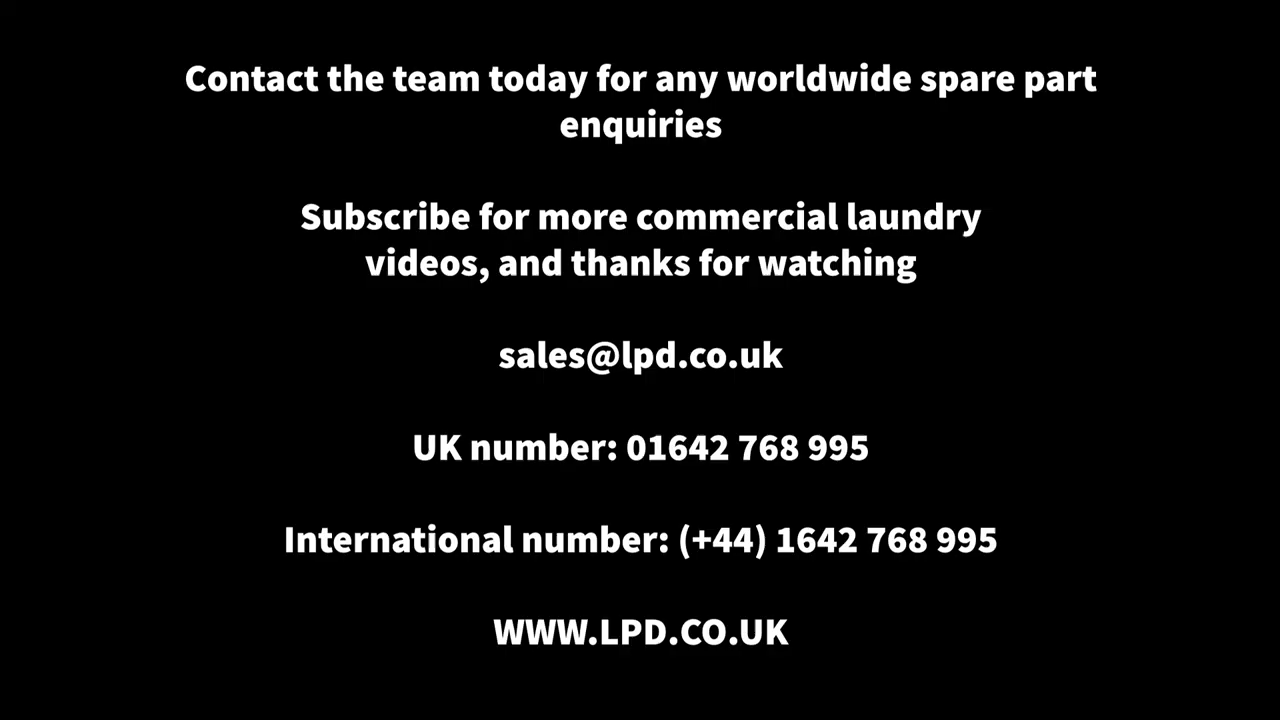 Contact the team today for any worldwide spare part
enquiries
Subscribe for more commercial laundry
videos, and thanks for watching
sales@lpd.co.uk
UK number: 01642 768 995
International number: (+44) 1642 768 995
WWW.LPD.CO.UK